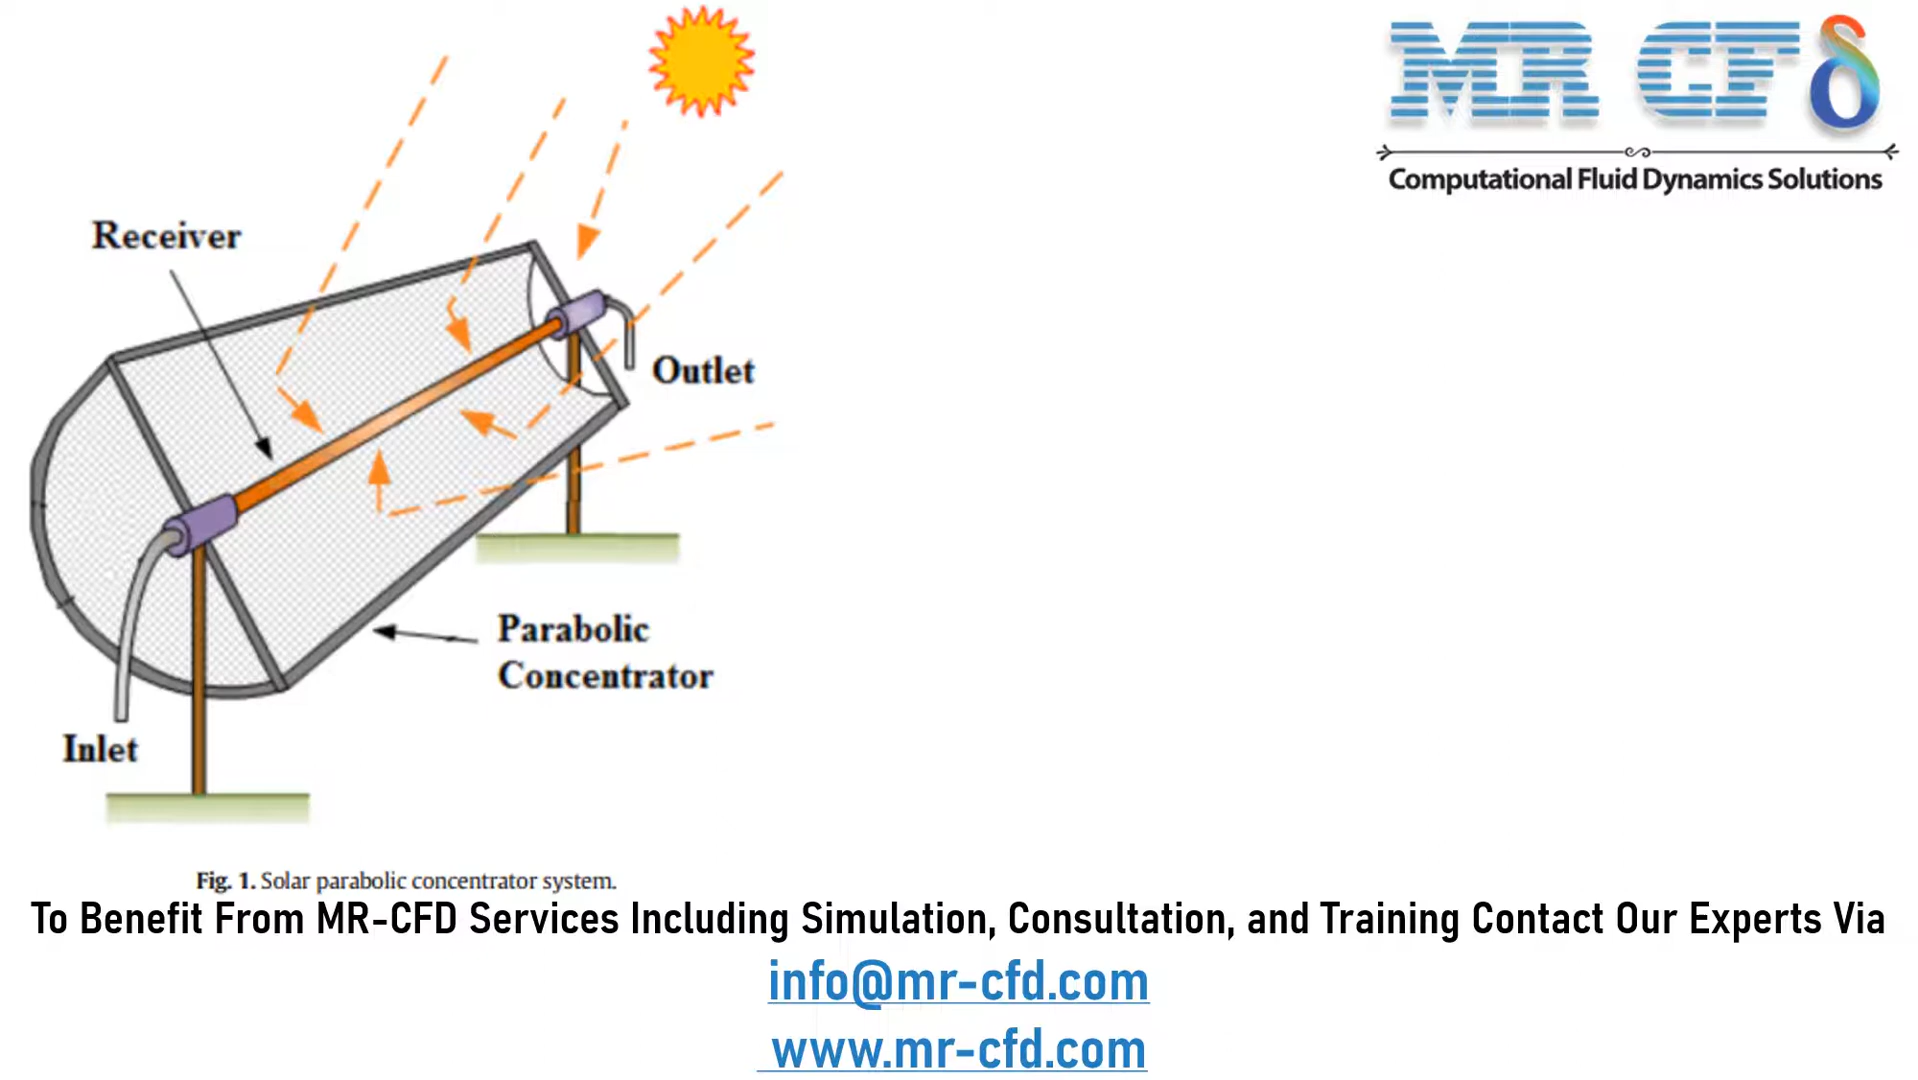 MR CFδ
Computational Fluid Dynamics Solutions
Receiver
Outlet
Parabolic
Concentrator
Inlet
Fig. 1. Solar parabolic concentrator system.
To Benefit From MR-CFD Services Including Simulation, Consultation, and Training Contact Our Experts Via
info@mr-cfd.com
www.mr-cfd.com